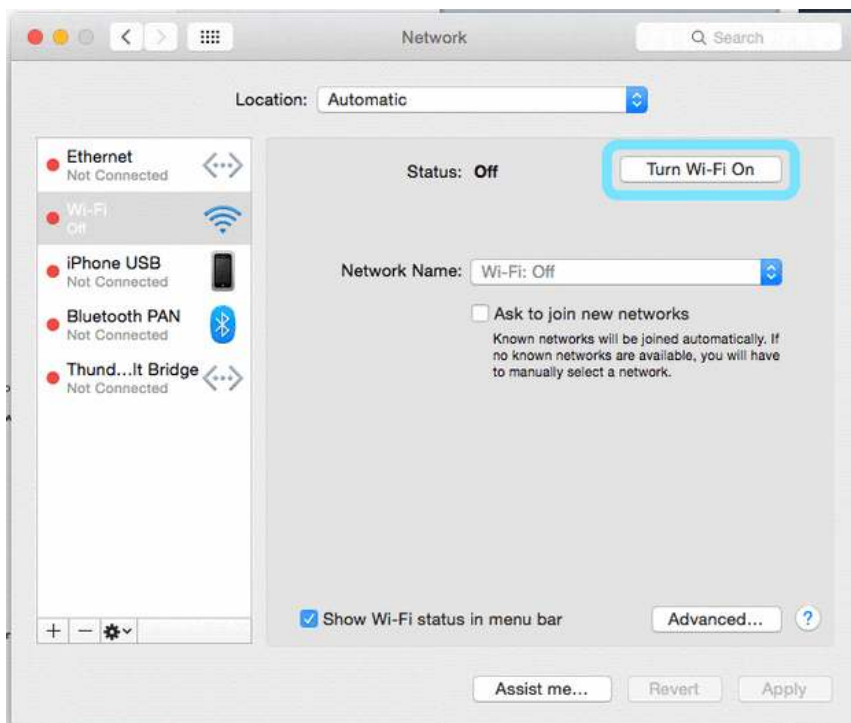 Network
Search
Location: Automatic
Ethernet
Not Connected
Wi-Fi
Off
iPhone USB
Not Connected
Bluetooth PAN
Not Connected
Thund...lt Bridge
Not Connected
Status: Off
Turn Wi-Fi On
Network Name: Wi-Fi: Off
Ask to join new networks
Known networks will be joined automatically. If
no known networks are available, you will have
to manually select a network.
Show Wi-Fi status in menu bar
Advanced...
?
Assist me...
Revert
Apply